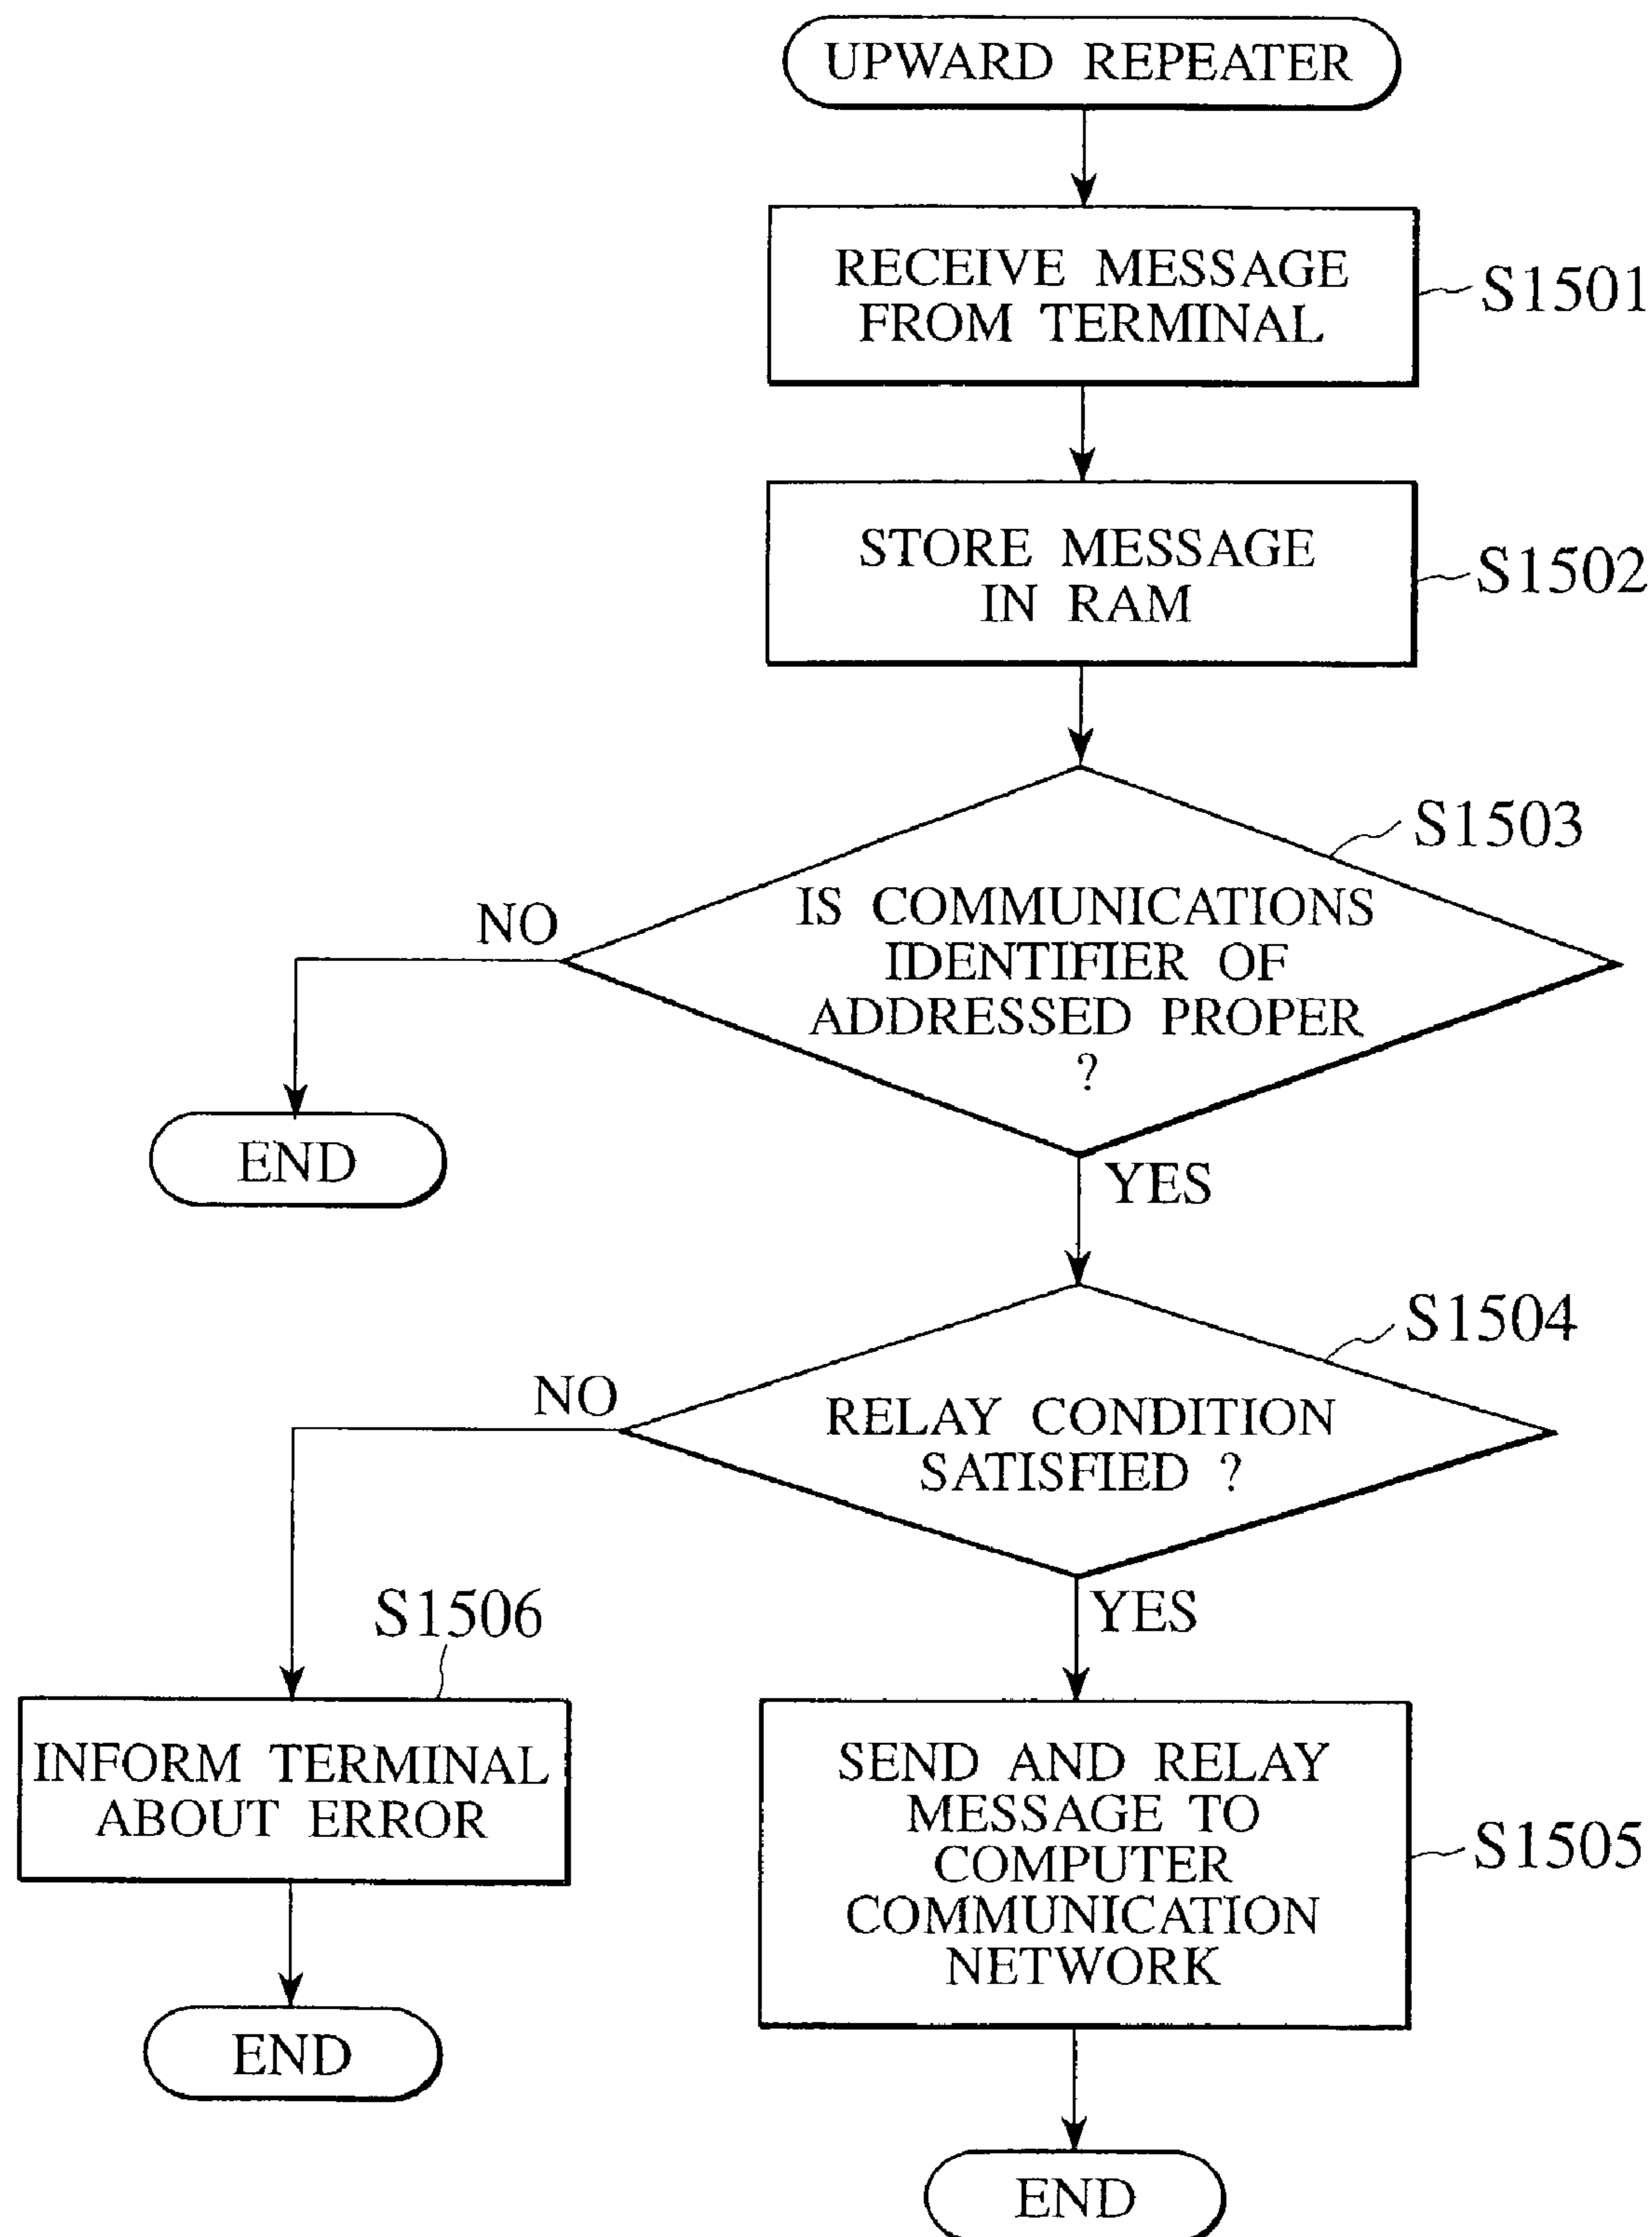 UPWARD REPEATER
RECEIVE MESSAGE
FROM TERMINAL
S1501
STORE MESSAGE
IN RAM
S1502
S1503
IS COMMUNICATIONS
IDENTIFIER OF
ADDRESSED PROPER
?
NO
END
YES
S1504
RELAY CONDITION
SATISFIED ?
NO
YES
S1506
INFORM TERMINAL
ABOUT ERROR
END
SEND AND RELAY
MESSAGE TO
COMPUTER
COMMUNICATION
NETWORK
S1505
END